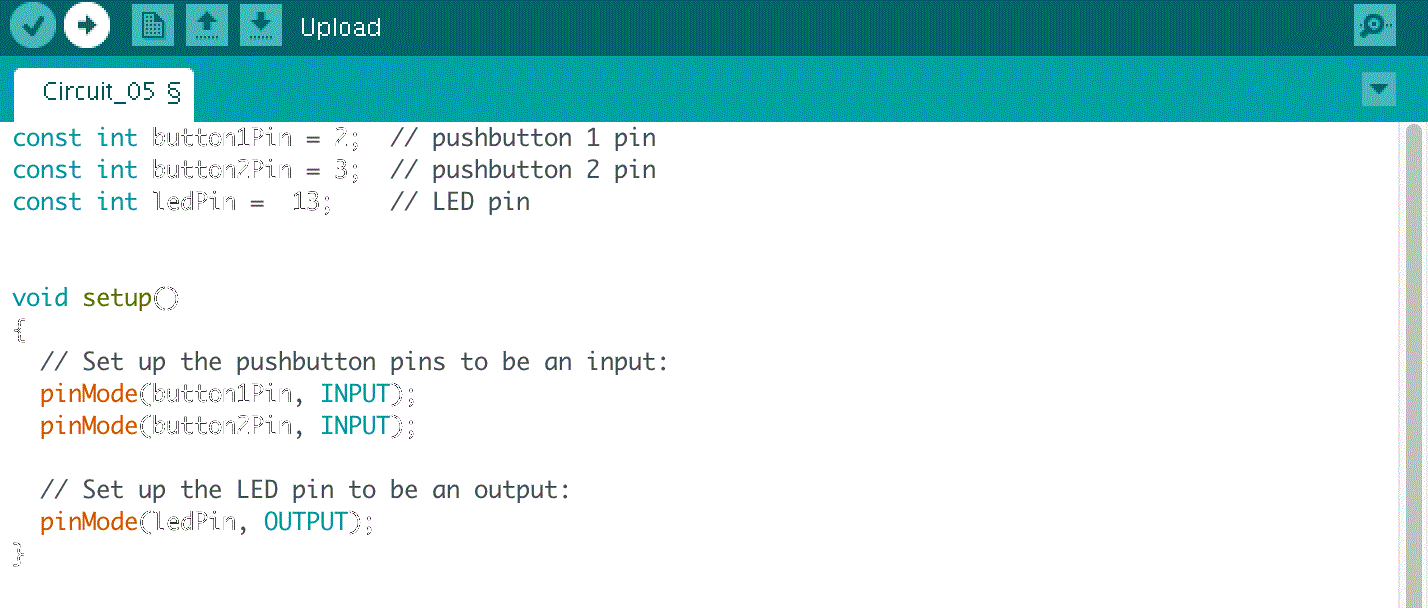 Upload
Circuit_05 §
const int button1Pin = 2;  // pushbutton 1 pin
const int button2Pin = 3;  // pushbutton 2 pin
const int ledPin =  13;    // LED pin
void setup()
{
  // Set up the pushbutton pins to be an input:
  pinMode(button1Pin, INPUT);
  pinMode(button2Pin, INPUT);
  // Set up the LED pin to be an output:
  pinMode(ledPin, OUTPUT);
}